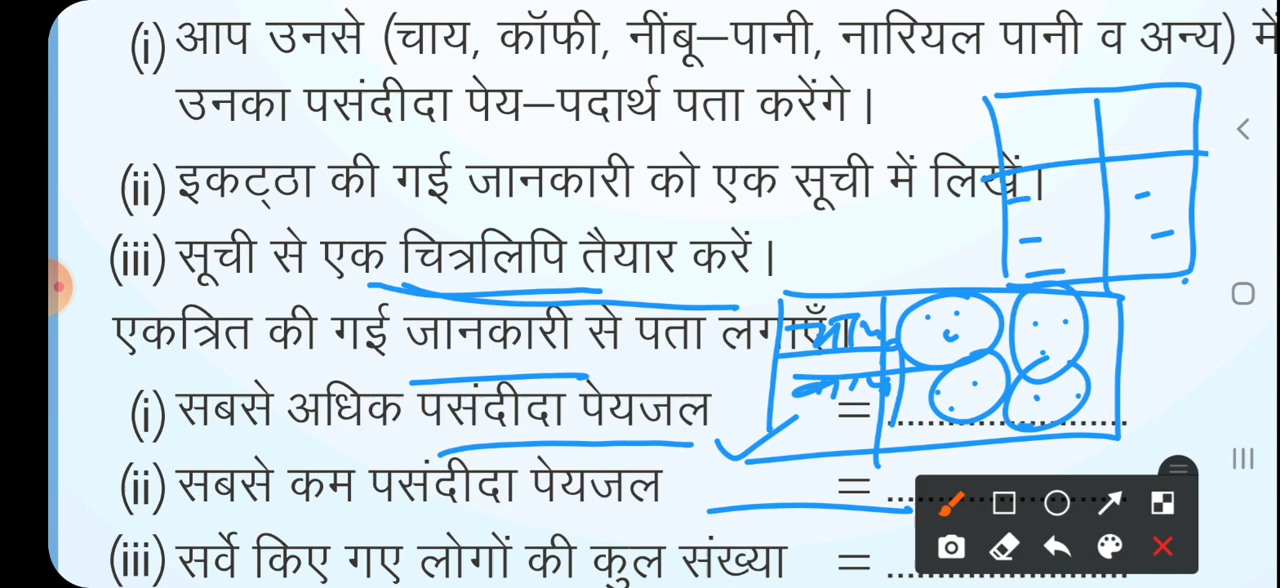 (i) आप उनसे (चाय, कॉफी, नींबू–पानी, नारियल पानी व अन्य) में
उनका पसंदीदा पेय–पदार्थ पता करेंगे।
(ii) इकट्ठा की गई जानकारी को एक सूची में लिखें।
(iii) सूची से एक चित्रलिपि तैयार करें।
एकत्रित की गई जानकारी से पता लगाएँ।
(i) सबसे अधिक पसंदीदा पेयजल = ....................
(ii) सबसे कम पसंदीदा पेयजल = ....................
(iii) सर्वे किए गए लोगों की कुल संख्या = ....................